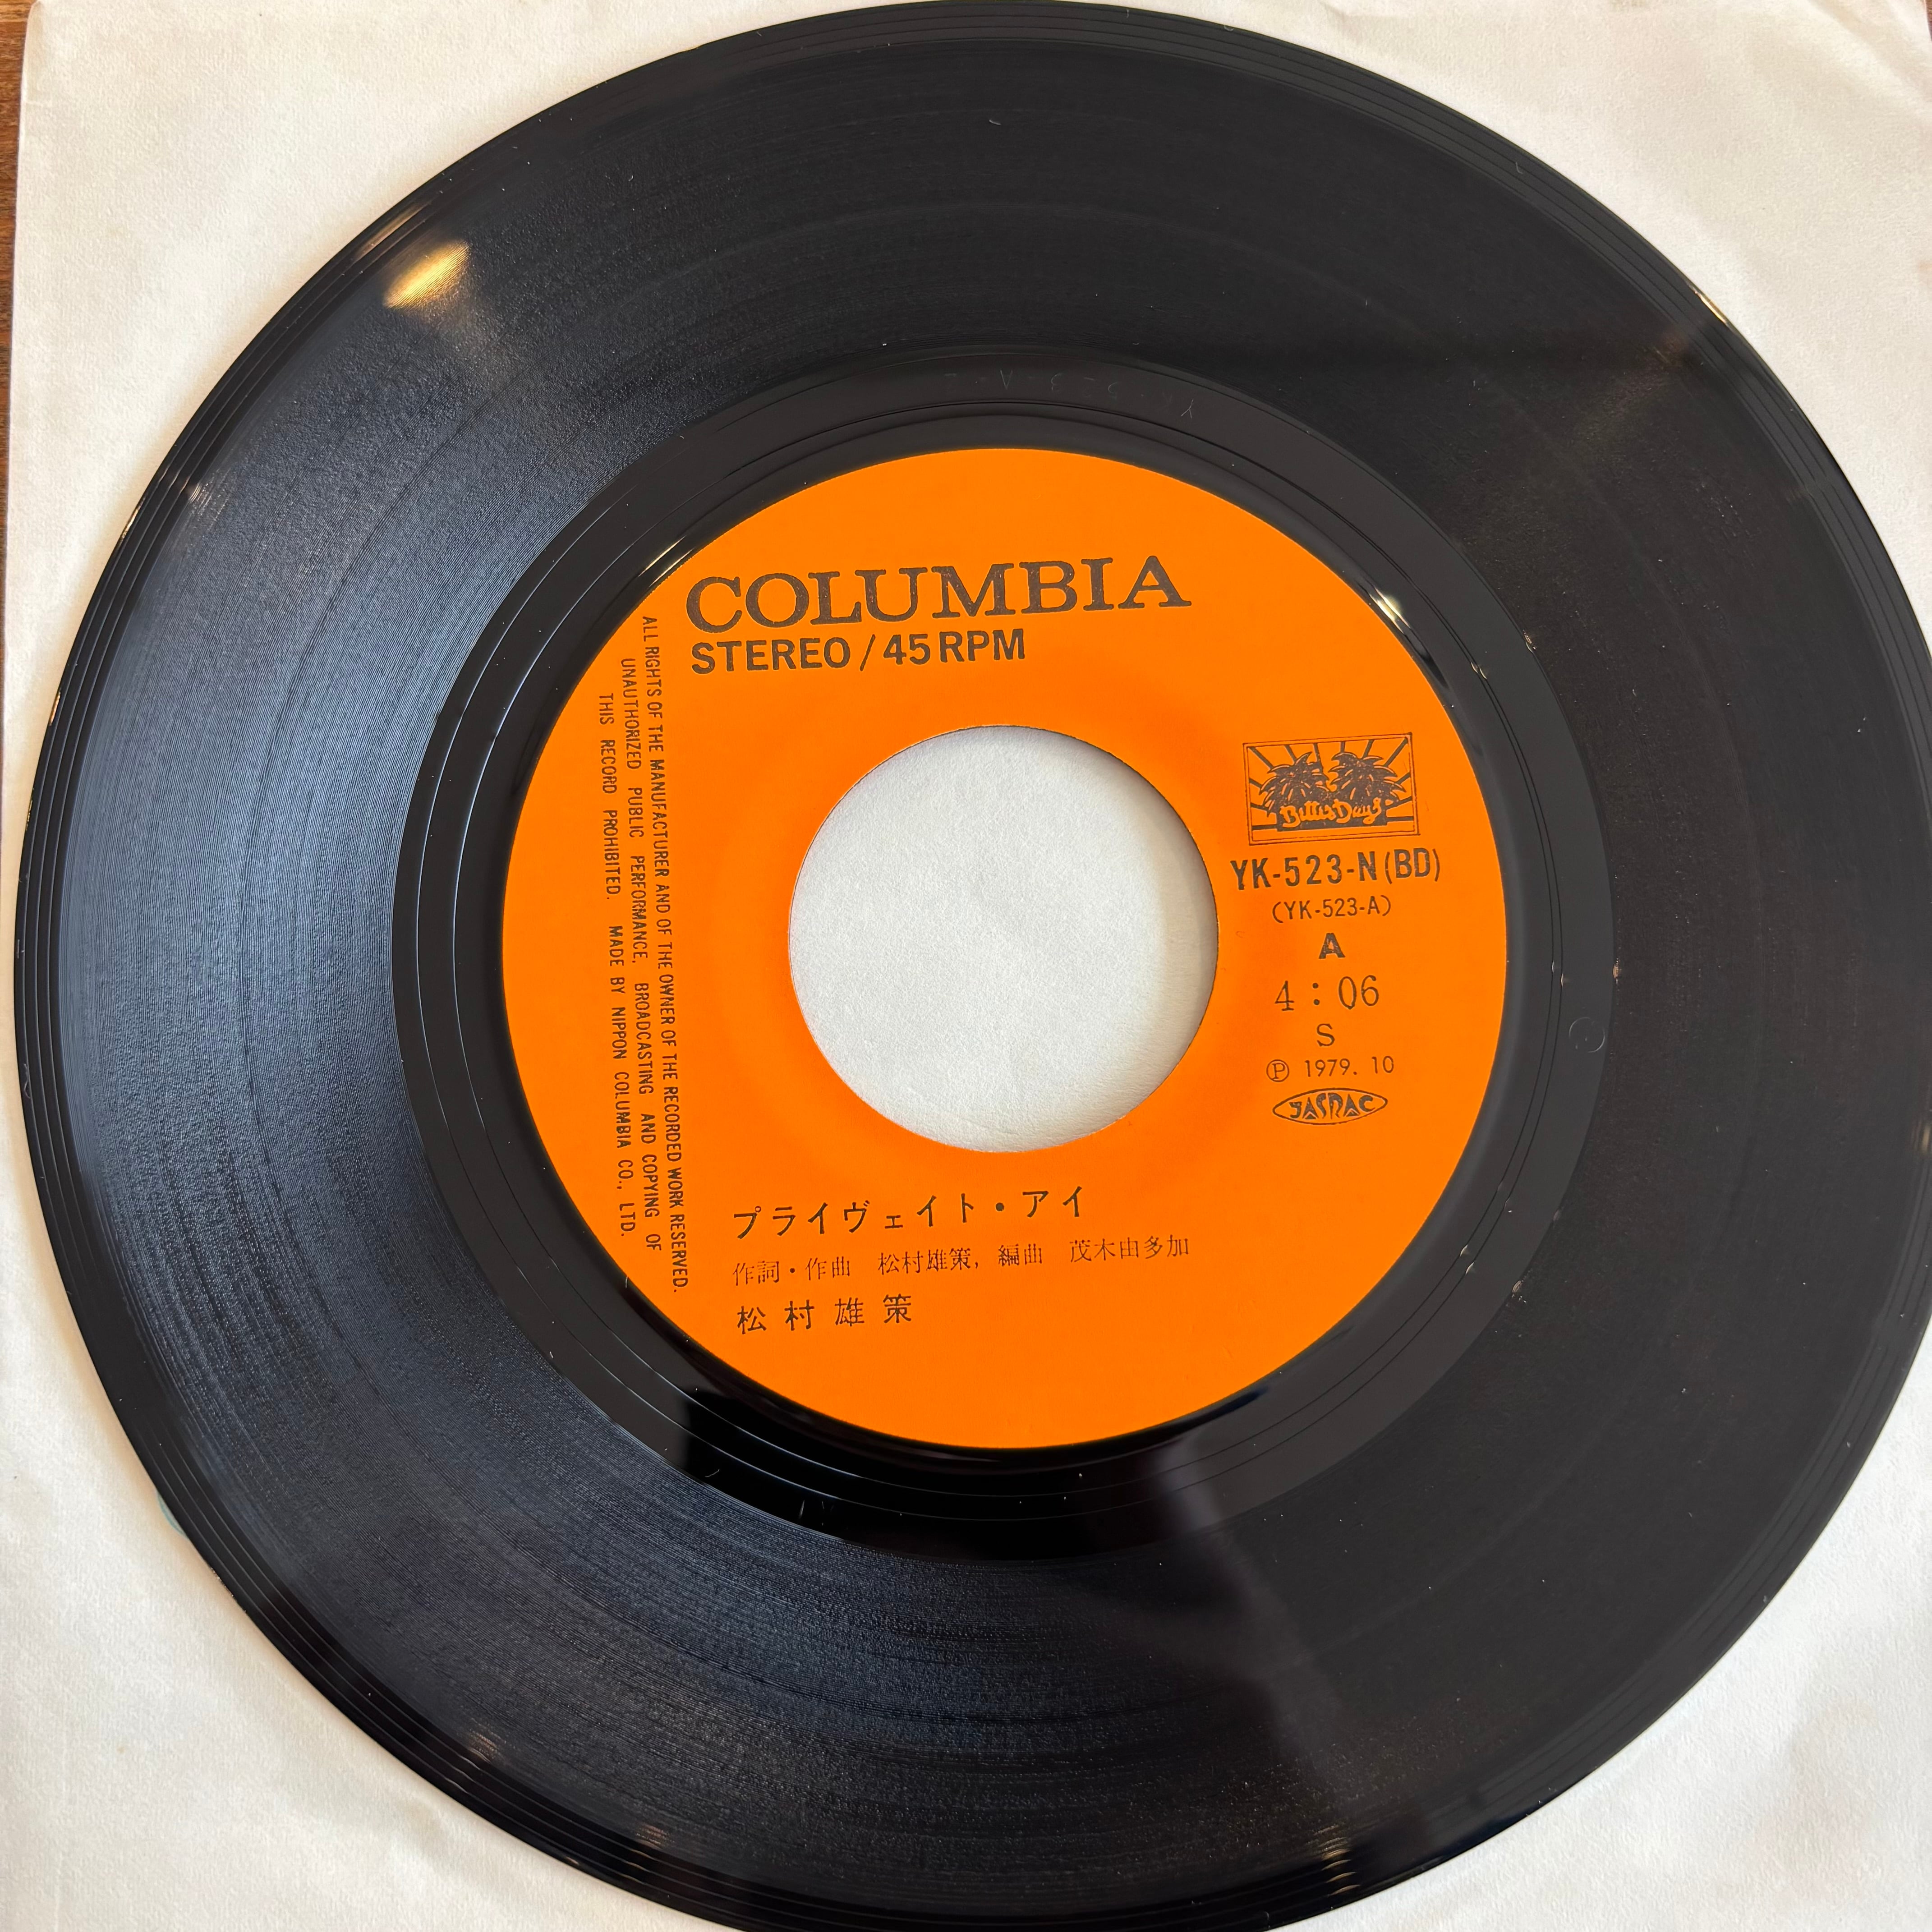 COLUMBIA
STEREO / 45 RPM
ALL RIGHTS OF THE MANUFACTURER AND OF THE OWNER OF THE RECORDED WORK RESERVED.
UNAUTHORIZED PUBLIC PERFORMANCE, BROADCASTING AND COPYING OF
THIS RECORD PROHIBITED. MADE BY NIPPON COLUMBIA CO., LTD.
Better Days
YK-523-N (BD)
(YK-523-A)
A
4:06
S
Ⓟ 1979. 10
JASRAC
プライヴェイト・アイ
作詞・作曲 松村雄策, 編曲 茂木由多加
松村雄策